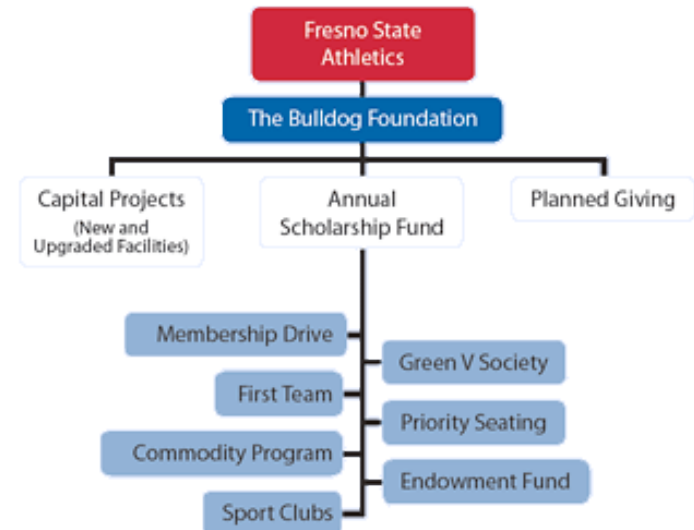 Fresno State
Athletics
The Bulldog Foundation
Capital Projects
(New and
Upgraded Facilities)
Annual
Scholarship Fund
Planned Giving
Membership Drive
Green V Society
First Team
Priority Seating
Commodity Program
Endowment Fund
Sport Clubs